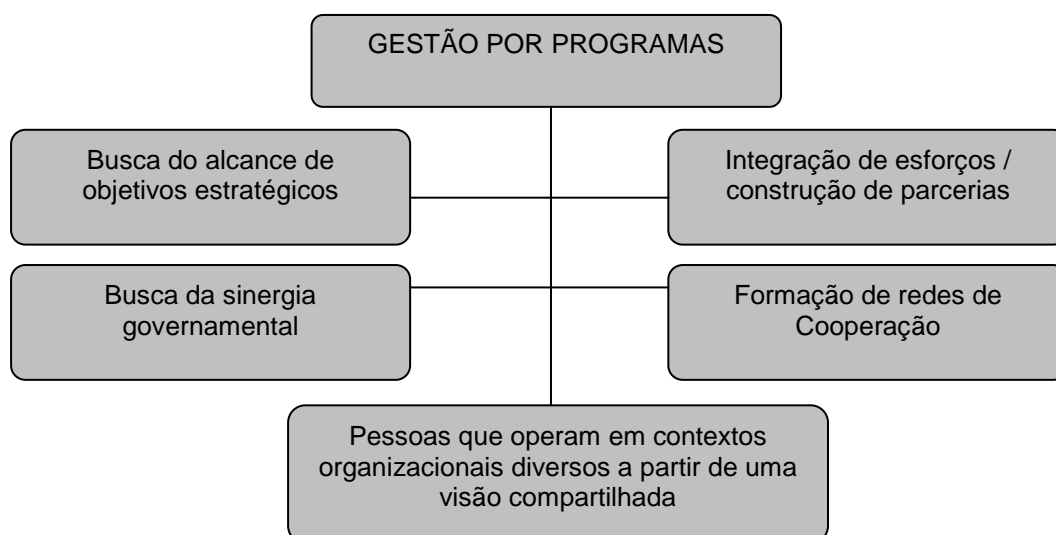 GESTÃO POR PROGRAMAS
Busca do alcance de
objetivos estratégicos
Integração de esforços /
construção de parcerias
Busca da sinergia
governamental
Formação de redes de
Cooperação
Pessoas que operam em contextos
organizacionais diversos a partir de uma
visão compartilhada